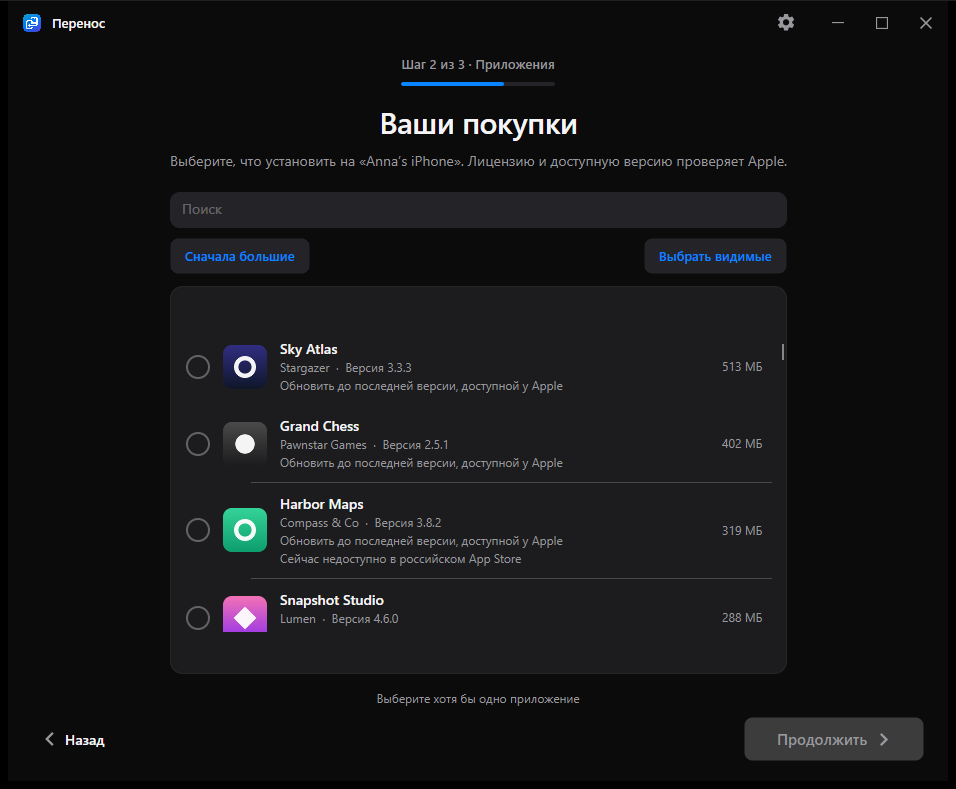 Перенос
Шаг 2 из 3 · Приложения
Ваши покупки
Выберите, что установить на «Anna’s iPhone». Лицензию и доступную версию проверяет Apple.
Поиск
Сначала большие
Выбрать видимые
Sky Atlas
Stargazer · Версия 3.3.3
Обновить до последней версии, доступной у Apple
513 МБ
Grand Chess
Pawnstar Games · Версия 2.5.1
Обновить до последней версии, доступной у Apple
402 МБ
Harbor Maps
Compass & Co · Версия 3.8.2
Обновить до последней версии, доступной у Apple
Сейчас недоступно в российском App Store
319 МБ
Snapshot Studio
Lumen · Версия 4.6.0
288 МБ
Выберите хотя бы одно приложение
Назад
Продолжить